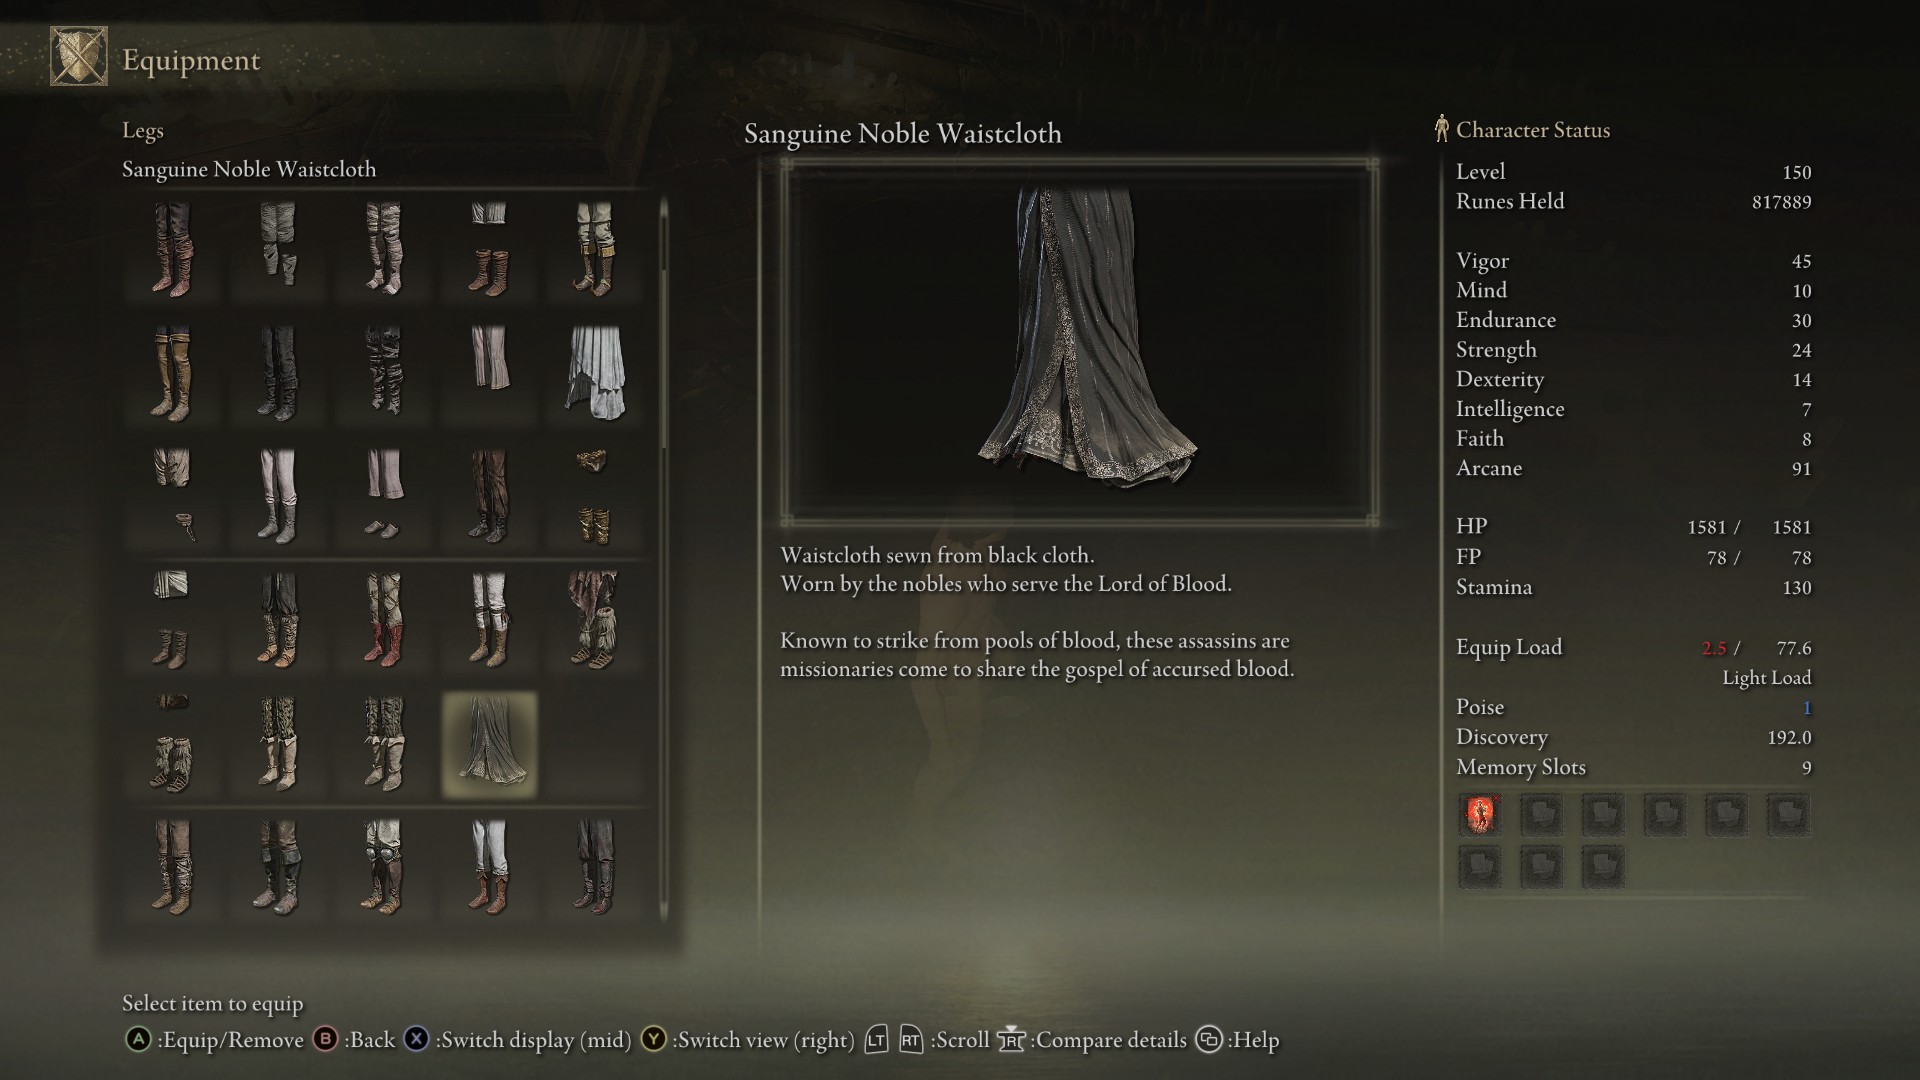 Equipment
Legs
Sanguine Noble Waistcloth
Sanguine Noble Waistcloth
Waistcloth sewn from black cloth.
Worn by the nobles who serve the Lord of Blood.
Known to strike from pools of blood, these assassins are
missionaries come to share the gospel of accursed blood.
Character Status
Level 150
Runes Held 817889
Vigor 45
Mind 10
Endurance 30
Strength 24
Dexterity 14
Intelligence 7
Faith 8
Arcane 91
HP 1581 / 1581
FP 78 / 78
Stamina 130
Equip Load 2.5 / 77.6
Light Load
Poise 1
Discovery 192.0
Memory Slots 9
Select item to equip
A :Equip/Remove B :Back X :Switch display (mid) Y :Switch view (right) LT RT :Scroll R :Compare details :Help